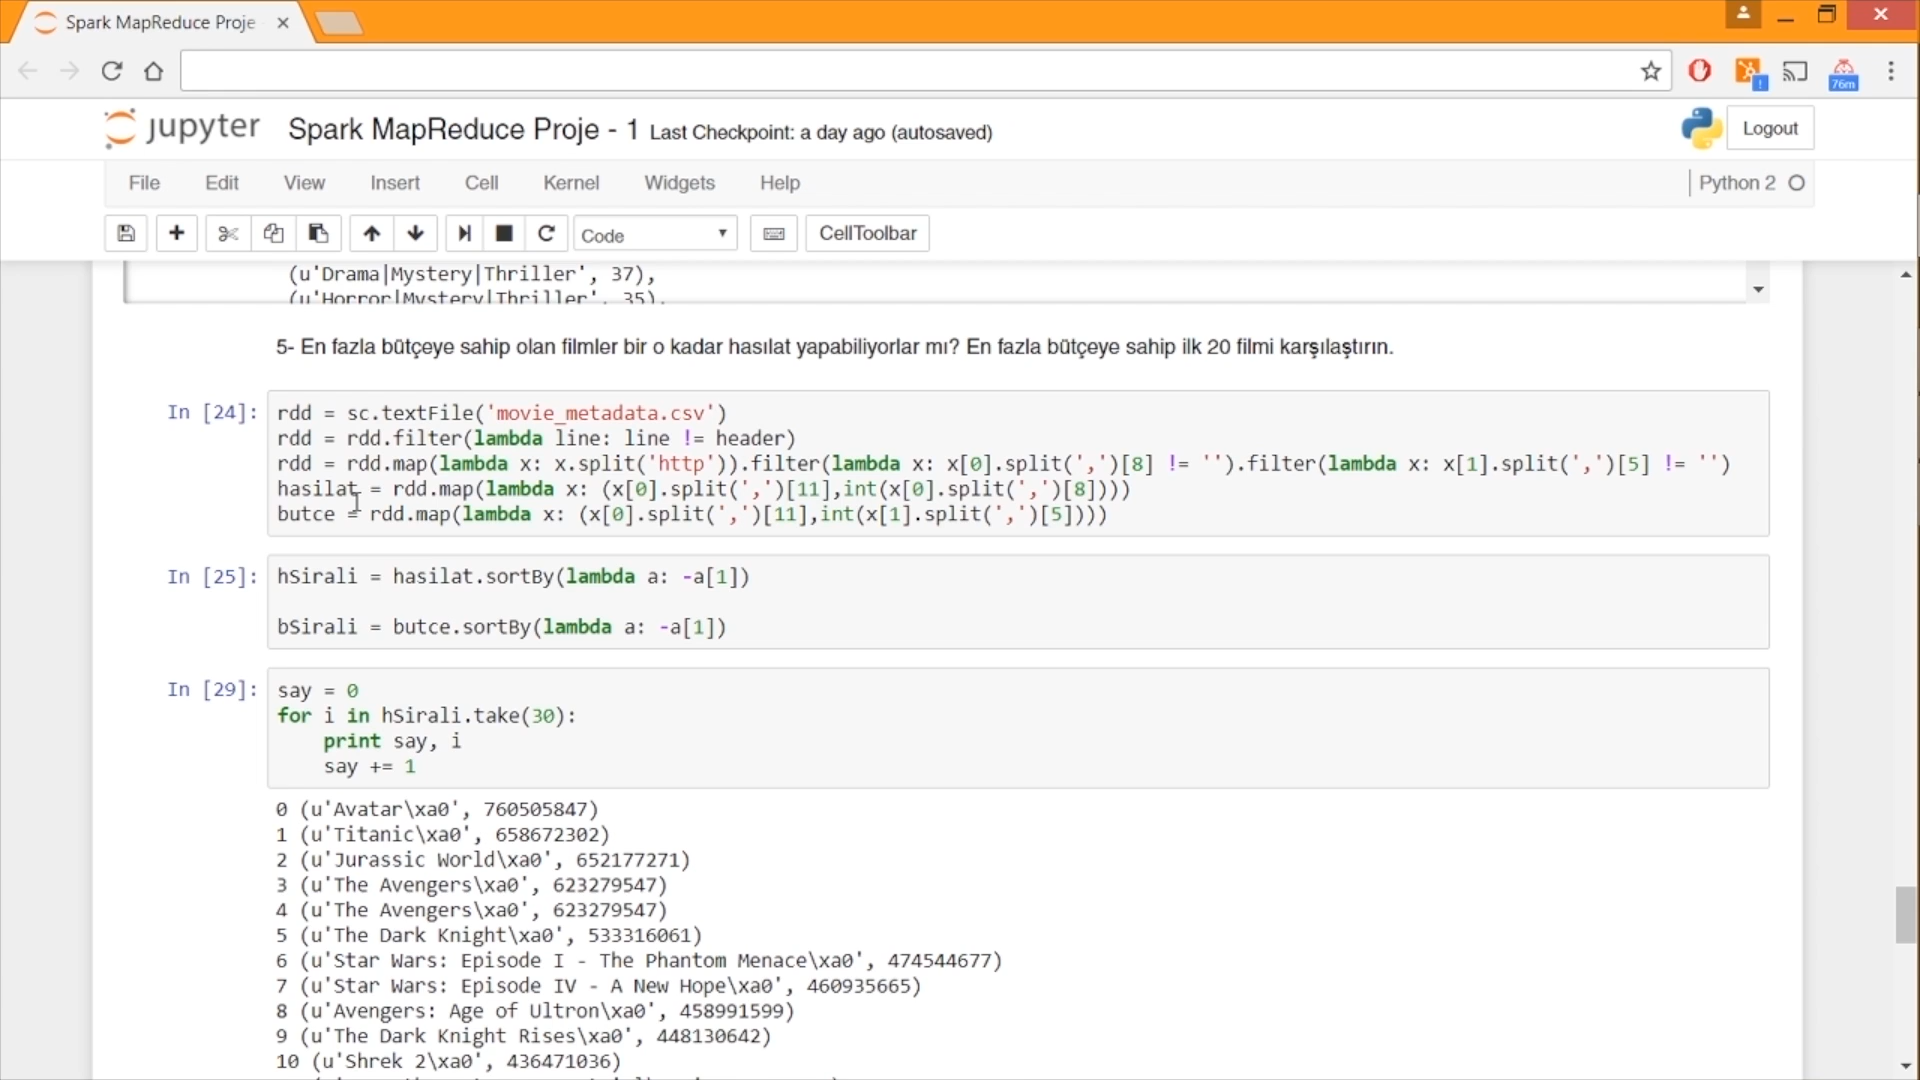 Spark MapReduce Proje
76m
jupyter Spark MapReduce Proje - 1 Last Checkpoint: a day ago (autosaved)
Logout
File Edit View Insert Cell Kernel Widgets Help
Python 2
Code
CellToolbar
(u'Drama|Mystery|Thriller', 37),
(u'Horror|Mystery|Thriller', 35),
5- En fazla bütçeye sahip olan filmler bir o kadar hasılat yapabiliyorlar mı? En fazla bütçeye sahip ilk 20 filmi karşılaştırın.
In [24]: rdd = sc.textFile('movie_metadata.csv')
rdd = rdd.filter(lambda line: line != header)
rdd = rdd.map(lambda x: x.split('http')).filter(lambda x: x[0].split(',')[8] != '').filter(lambda x: x[1].split(',')[5] != '')
hasilat = rdd.map(lambda x: (x[0].split(',')[11],int(x[0].split(',')[8])))
butce = rdd.map(lambda x: (x[0].split(',')[11],int(x[1].split(',')[5])))
In [25]: hSirali = hasilat.sortBy(lambda a: -a[1])
bSirali = butce.sortBy(lambda a: -a[1])
In [29]: say = 0
for i in hSirali.take(30):
print say, i
say += 1
0 (u'Avatar\xa0', 760505847)
1 (u'Titanic\xa0', 658672302)
2 (u'Jurassic World\xa0', 652177271)
3 (u'The Avengers\xa0', 623279547)
4 (u'The Avengers\xa0', 623279547)
5 (u'The Dark Knight\xa0', 533316061)
6 (u'Star Wars: Episode I - The Phantom Menace\xa0', 474544677)
7 (u'Star Wars: Episode IV - A New Hope\xa0', 460935665)
8 (u'Avengers: Age of Ultron\xa0', 458991599)
9 (u'The Dark Knight Rises\xa0', 448130642)
10 (u'Shrek 2\xa0', 436471036)